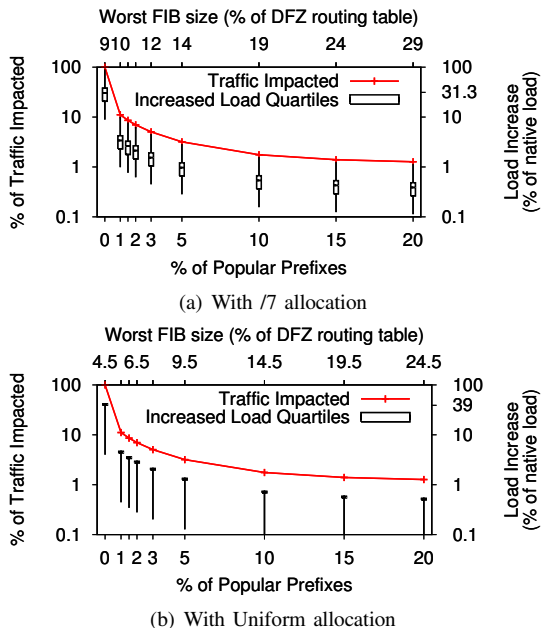 Worst FIB size (% of DFZ routing table)
910 12 14 19 24 29
100 10 1 0.1
% of Traffic Impacted
Traffic Impacted
Increased Load Quartiles
100 31.3 10 1 0.1
Load Increase
(% of native load)
0 1 2 3 5 10 15 20
% of Popular Prefixes
(a) With /7 allocation
Worst FIB size (% of DFZ routing table)
4.5 6.5 9.5 14.5 19.5 24.5
100 10 1 0.1
% of Traffic Impacted
Traffic Impacted
Increased Load Quartiles
100 39 10 1 0.1
Load Increase
(% of native load)
0 1 2 3 5 10 15 20
% of Popular Prefixes
(b) With Uniform allocation